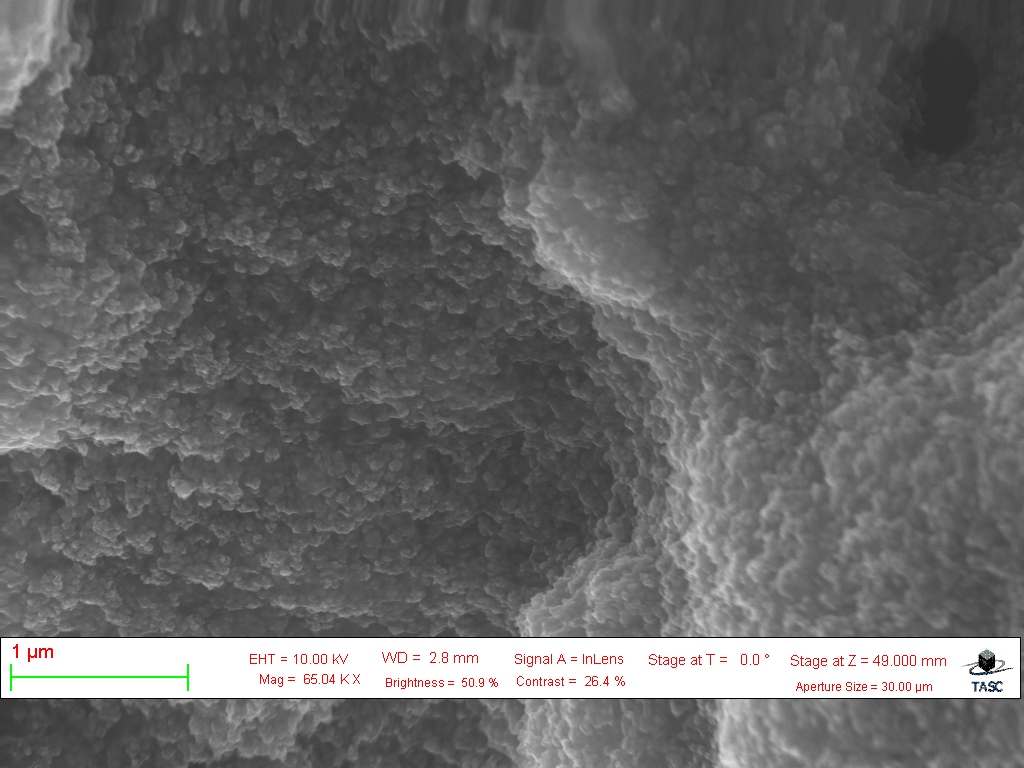 1 µm
EHT = 10.00 kV
WD = 2.8 mm
Signal A = InLens
Stage at T = 0.0 °
Stage at Z = 49.000 mm
Mag = 65.04 K X
Brightness = 50.9 %
Contrast = 26.4 %
Aperture Size = 30.00 µm
TASC